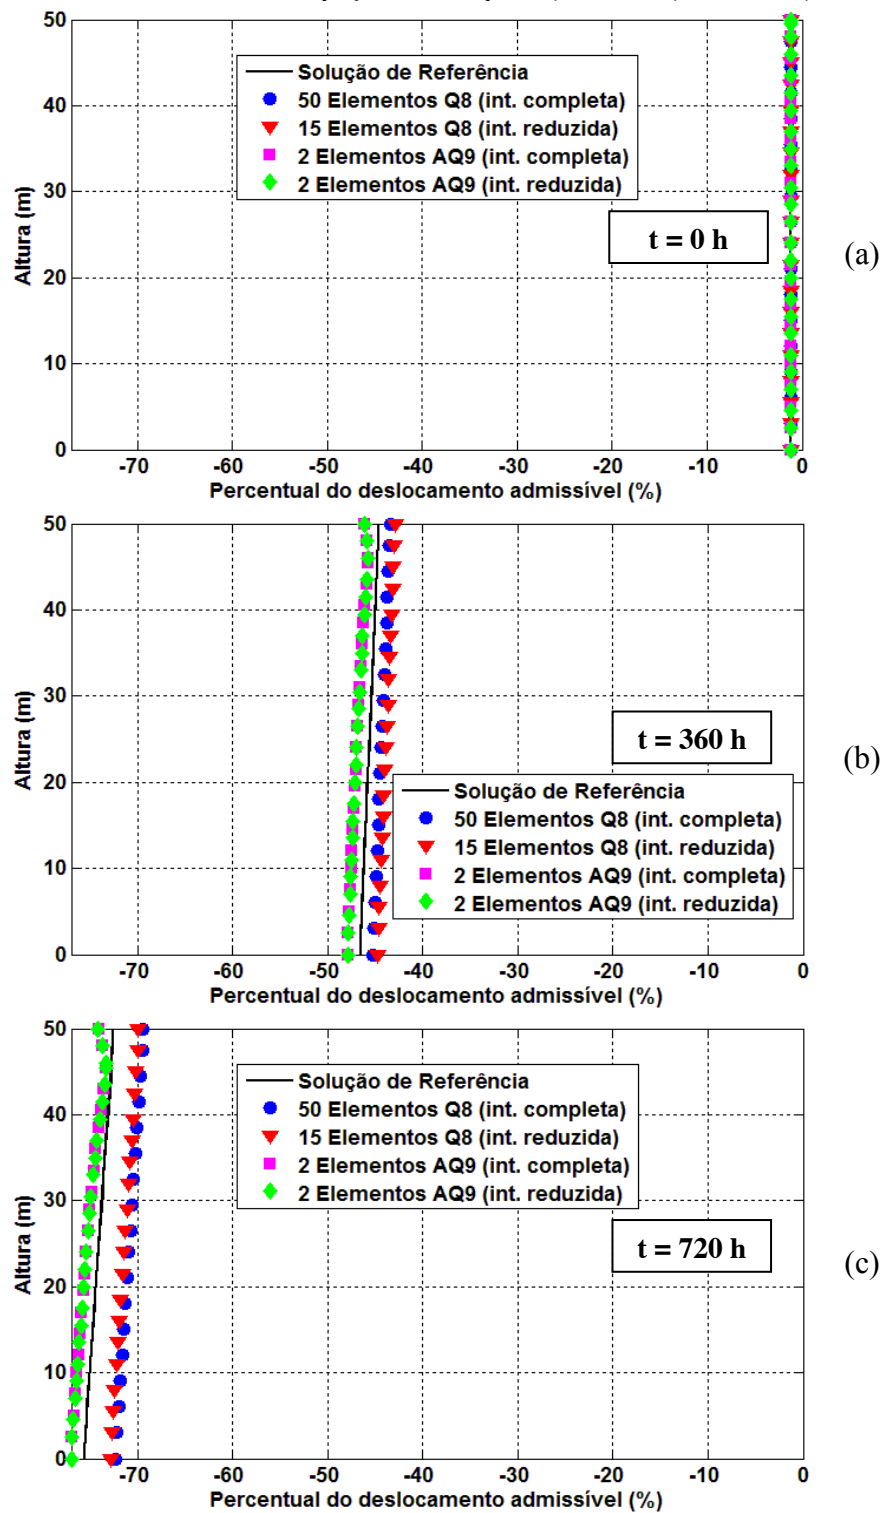 50
40
30
20
10
0
Altura (m)
Solução de Referência
50 Elementos Q8 (int. completa)
15 Elementos Q8 (int. reduzida)
2 Elementos AQ9 (int. completa)
2 Elementos AQ9 (int. reduzida)
t = 0 h
(a)
-70 -60 -50 -40 -30 -20 -10 0
Percentual do deslocamento admissível (%)
50
40
30
20
10
0
Altura (m)
t = 360 h
(b)
Solução de Referência
50 Elementos Q8 (int. completa)
15 Elementos Q8 (int. reduzida)
2 Elementos AQ9 (int. completa)
2 Elementos AQ9 (int. reduzida)
-70 -60 -50 -40 -30 -20 -10 0
Percentual do deslocamento admissível (%)
50
40
30
20
10
0
Altura (m)
Solução de Referência
50 Elementos Q8 (int. completa)
15 Elementos Q8 (int. reduzida)
2 Elementos AQ9 (int. completa)
2 Elementos AQ9 (int. reduzida)
t = 720 h
(c)
-70 -60 -50 -40 -30 -20 -10 0
Percentual do deslocamento admissível (%)